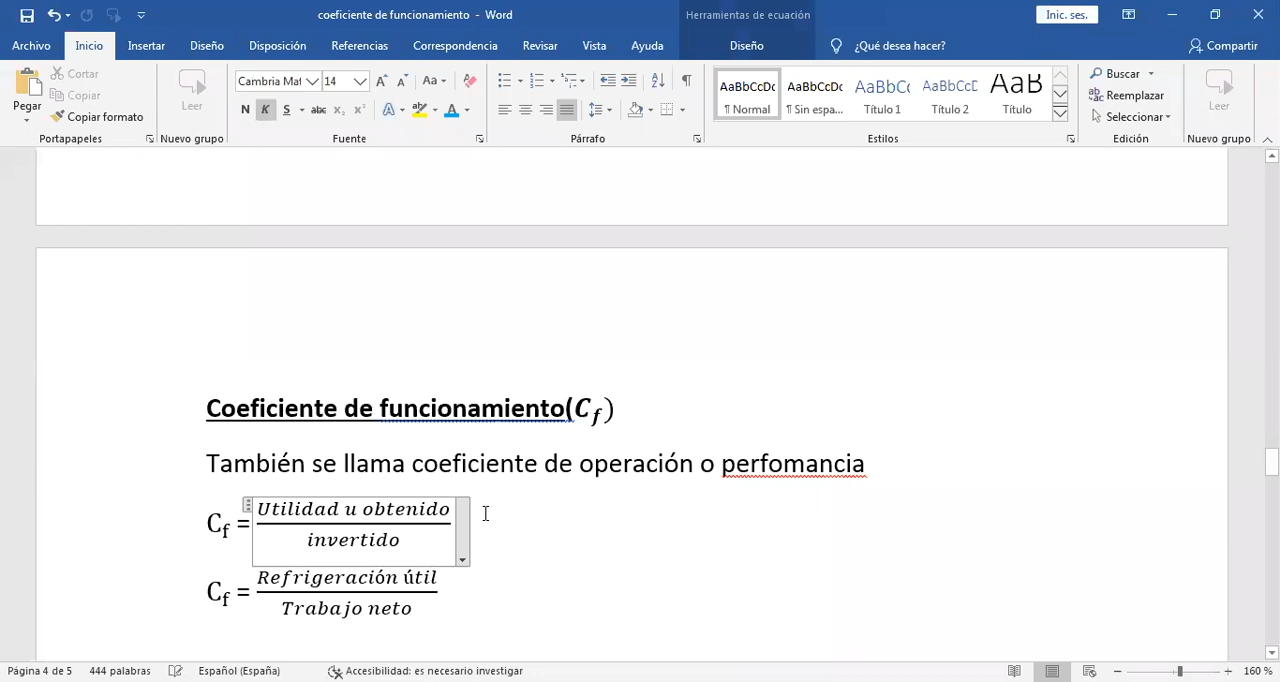 coeficiente de funcionamiento - Word
Herramientas de ecuación
Inic. ses.
Archivo Inicio Insertar Diseño Disposición Referencias Correspondencia Revisar Vista Ayuda Diseño ¿Qué desea hacer? Compartir
Pegar
Cortar
Copiar
Copiar formato
Portapapeles
Leer
Nuevo grupo
Cambria Mat 14
N K S abc x₂ x²
Fuente
Párrafo
AaBbCcDc AaBbCcDc AaBbCc AaBbCcD AaB
¶ Normal ¶ Sin espa... Título 1 Título 2 Título
Estilos
Buscar
Reemplazar
Seleccionar
Edición
Leer
Nuevo grupo
Coeficiente de funcionamiento(C_f)
También se llama coeficiente de operación o perfomancia
C_f = Utilidad u obtenido
invertido
C_f = Refrigeración útil
Trabajo neto
Página 4 de 5 444 palabras Español (España) Accesibilidad: es necesario investigar 160 %